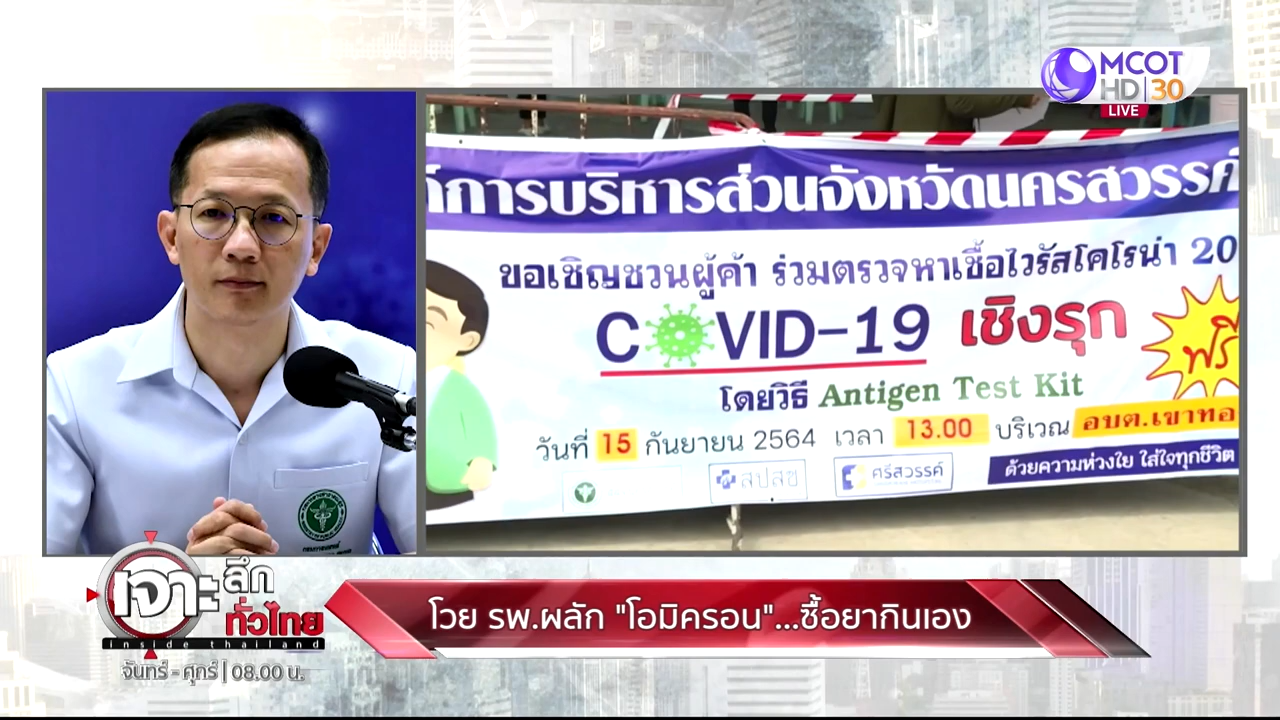 MCOT
HD 30
LIVE
การบริหารส่วนจังหวัดนครสวรรค์
ขอเชิญชวนผู้ค้า ร่วมตรวจหาเชื้อไวรัสโคโรน่า 20
COVID-19 เชิงรุก
ฟรี
โดยวิธี Antigen Test Kit
วันที่ 15 กันยายน 2564 เวลา 13.00 บริเวณ อบต.เขาทอ
สปสช ศรีสวรรค์ ด้วยความห่วงใย ใส่ใจทุกชีวิต
เจาะลึก
ทั่วไทย
inside thailand
จันทร์ - ศุกร์ | 08.00 น.
โวย รพ.ผลัก "โอมิครอน"...ซื้อยากินเอง